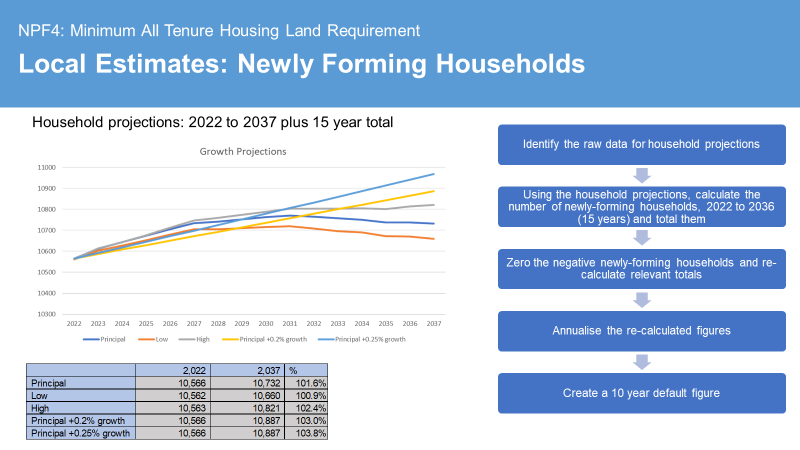 NPF4: Minimum All Tenure Housing Land Requirement
Local Estimates: Newly Forming Households
Household projections: 2022 to 2037 plus 15 year total
Growth Projections
11000
10900
10800
10700
10600
10500
10400
10300
2022 2023 2024 2025 2026 2027 2028 2029 2030 2031 2032 2033 2034 2035 2036 2037
Principal Low High Principal +0.2% growth Principal +0.25% growth
2,022 2,037 %
Principal 10,566 10,732 101.6%
Low 10,562 10,660 100.9%
High 10,563 10,821 102.4%
Principal +0.2% growth 10,566 10,887 103.0%
Principal +0.25% growth 10,566 10,887 103.8%
Identify the raw data for household projections
Using the household projections, calculate the
number of newly-forming households, 2022 to 2036
(15 years) and total them
Zero the negative newly-forming households and re-
calculate relevant totals
Annualise the re-calculated figures
Create a 10 year default figure